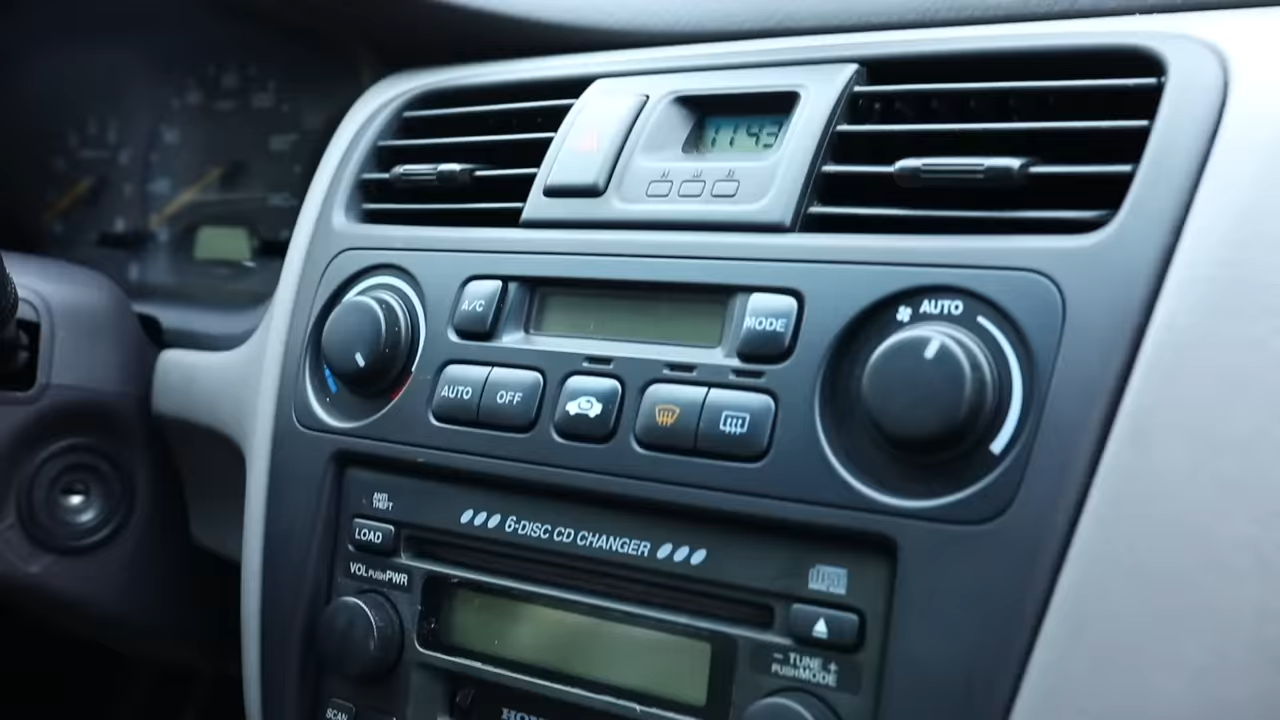 11:43
AUTO
A/C
MODE
AUTO
OFF
ANTI
THEFT
LOAD
6-DISC CD CHANGER
VOL PUSH PWR
disc
- TUNE +
PUSH MODE
SCAN